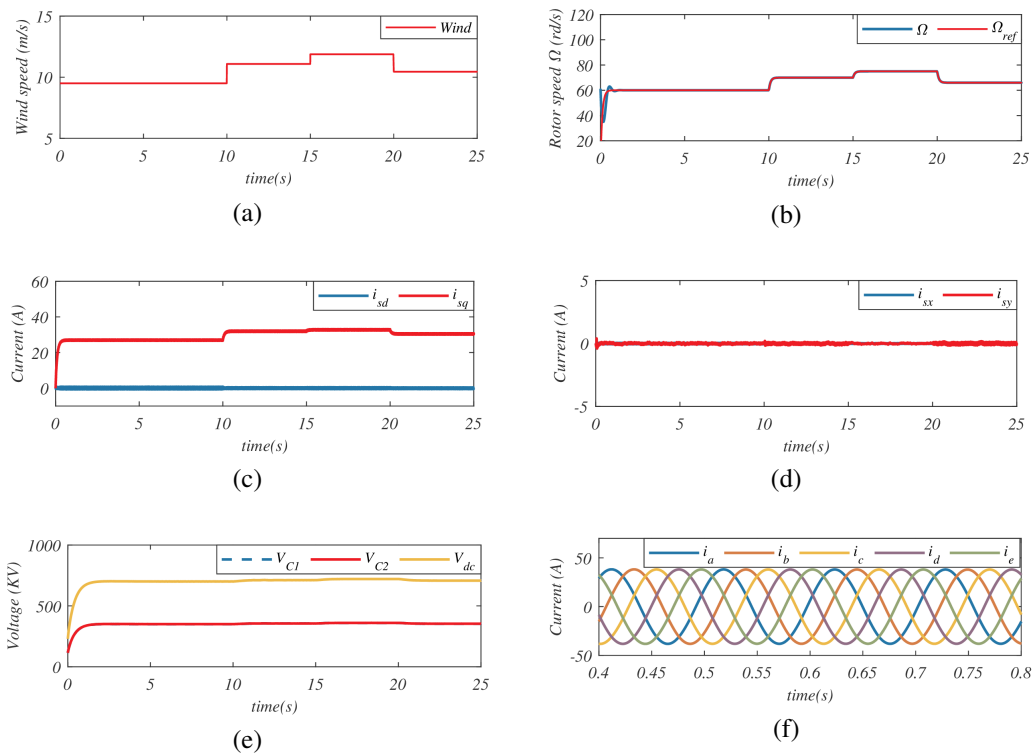 15
10
5
Wind speed (m/s)
Wind
0 5 10 15 20 25
time(s)
(a)
120
100
80
60
40
20
Rotor speed Ω (rd/s)
Ω Ωref
0 5 10 15 20 25
time(s)
(b)
60
40
20
0
Current (A)
isd isq
0 5 10 15 20 25
time(s)
(c)
5
0
-5
Current (A)
isx isy
0 5 10 15 20 25
time(s)
(d)
1000
500
0
Voltage (KV)
VC1 VC2 Vdc
0 5 10 15 20 25
time(s)
(e)
50
0
-50
Current (A)
ia ib ic id ie
0.4 0.45 0.5 0.55 0.6 0.65 0.7 0.75 0.8
time(s)
(f)